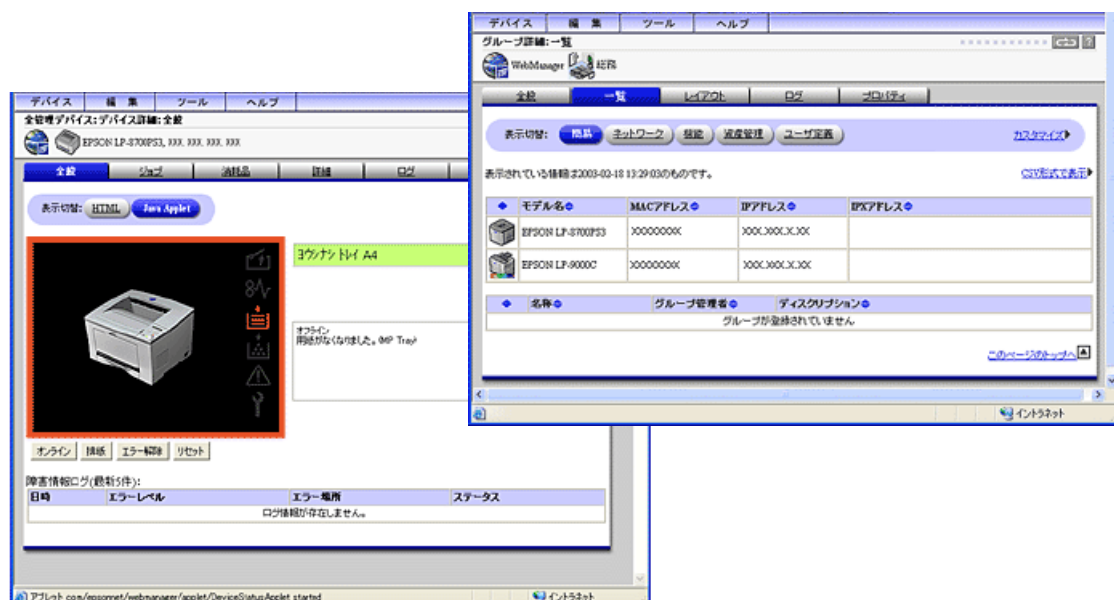 デバイス 編集 ツール ヘルプ
グループ詳細:一覧
WebManager 経理
全般 一覧 レイアウト ログ プロパティ
表示切替: 簡易 ネットワーク 機能 資産管理 ユーザ定義 カスタマイズ
表示されている情報は2003-02-18 13:29:03のものです。 CSV形式で表示
モデル名 MACアドレス IPアドレス IPXアドレス
EPSON LP-8700PS3 XXXXXXXX XXX.XXX.X.XX
EPSON LP-9000C XXXXXXXX XXX.XXX.X.XX
名称 グループ管理者 ディスクリプション
グループが登録されていません
このページのトップへ
イントラネット
デバイス 編集 ツール ヘルプ
全管理デバイス:デバイス詳細:全般
EPSON LP-8700PS3, XXX. XXX. XXX. XXX
全般 ジョブ 消耗品 詳細 ログ
表示切替: HTML Java Applet
ヨウシナシ トレイ A4
オフライン
用紙がなくなりました。(MP Tray)
オンライン 排紙 エラー解除 リセット
障害情報ログ(最新5件):
日時 エラーレベル エラー場所 ステータス
ログ情報が存在しません。
アプレット com/epsonnet/webmanager/applet/DeviceStatusApplet started イントラネット